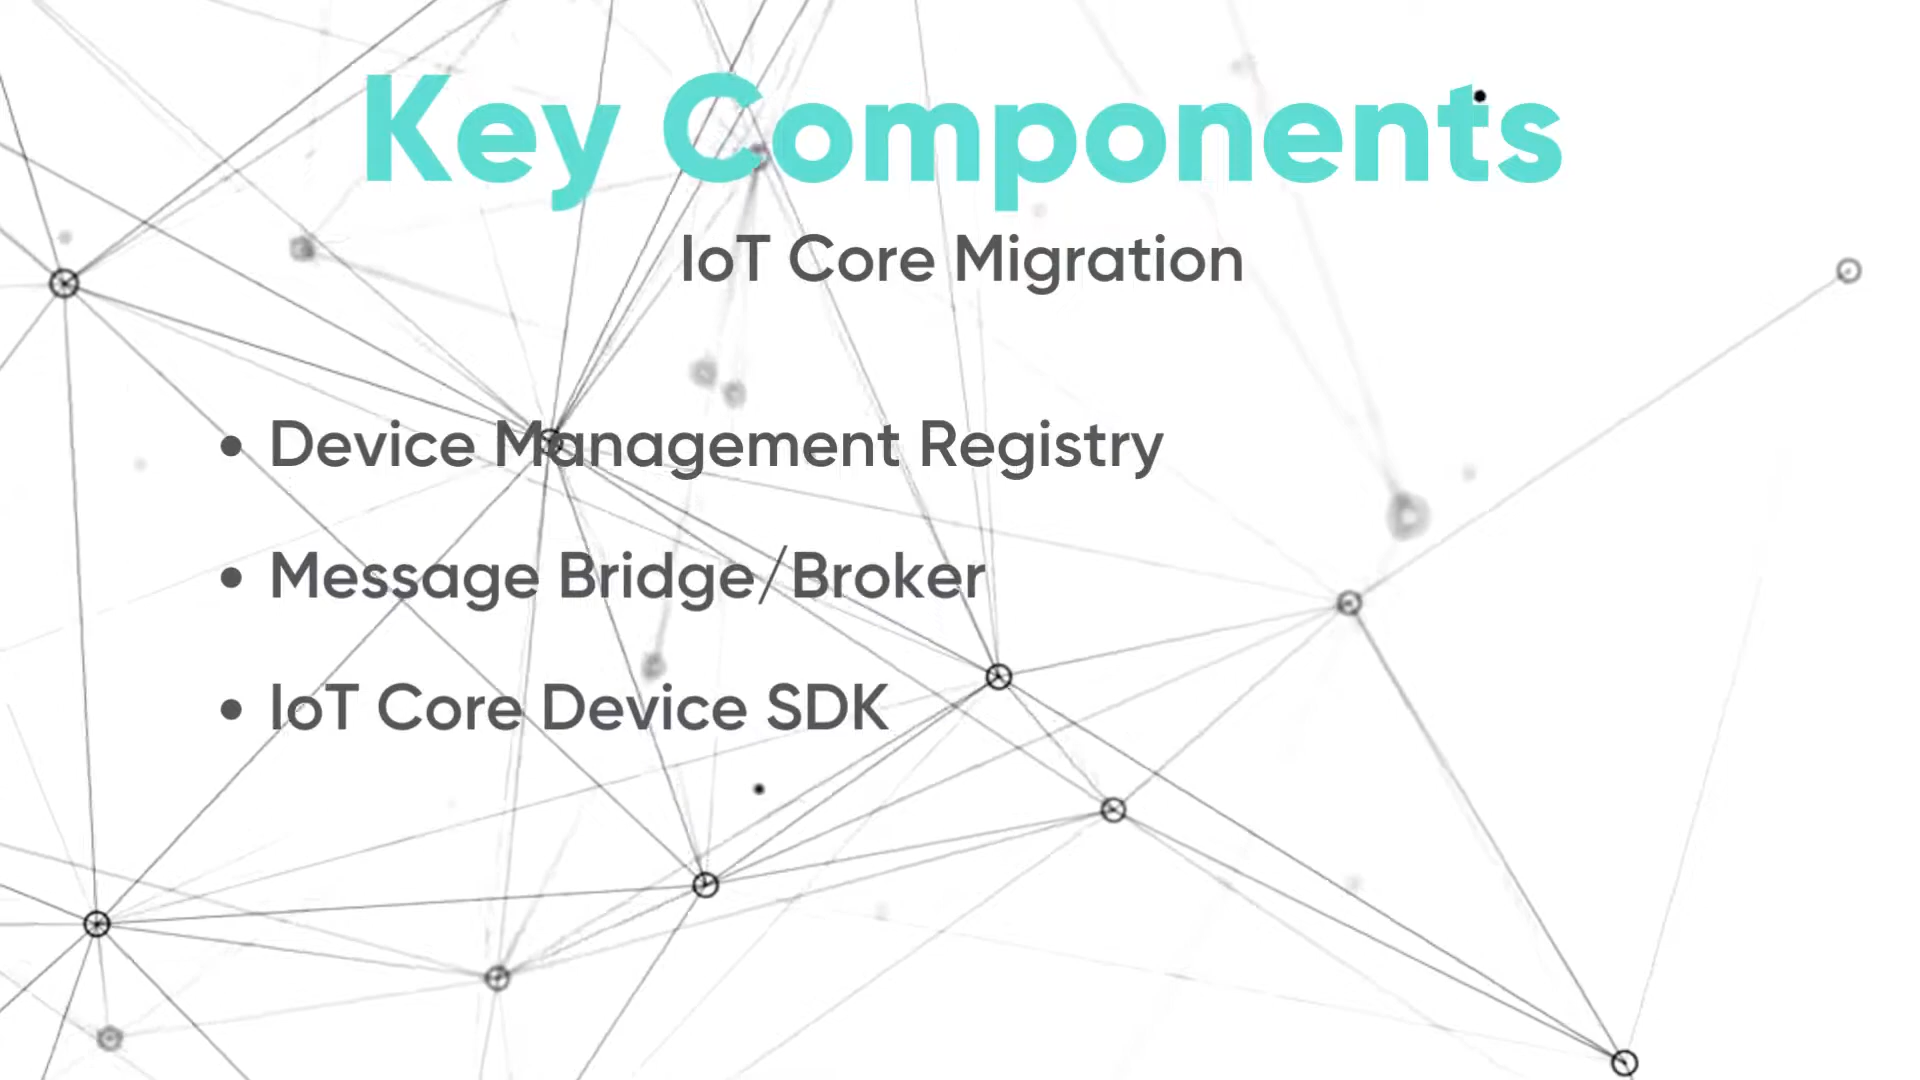 Key Components
IoT Core Migration
• Device Management Registry
• Message Bridge/Broker
• IoT Core Device SDK